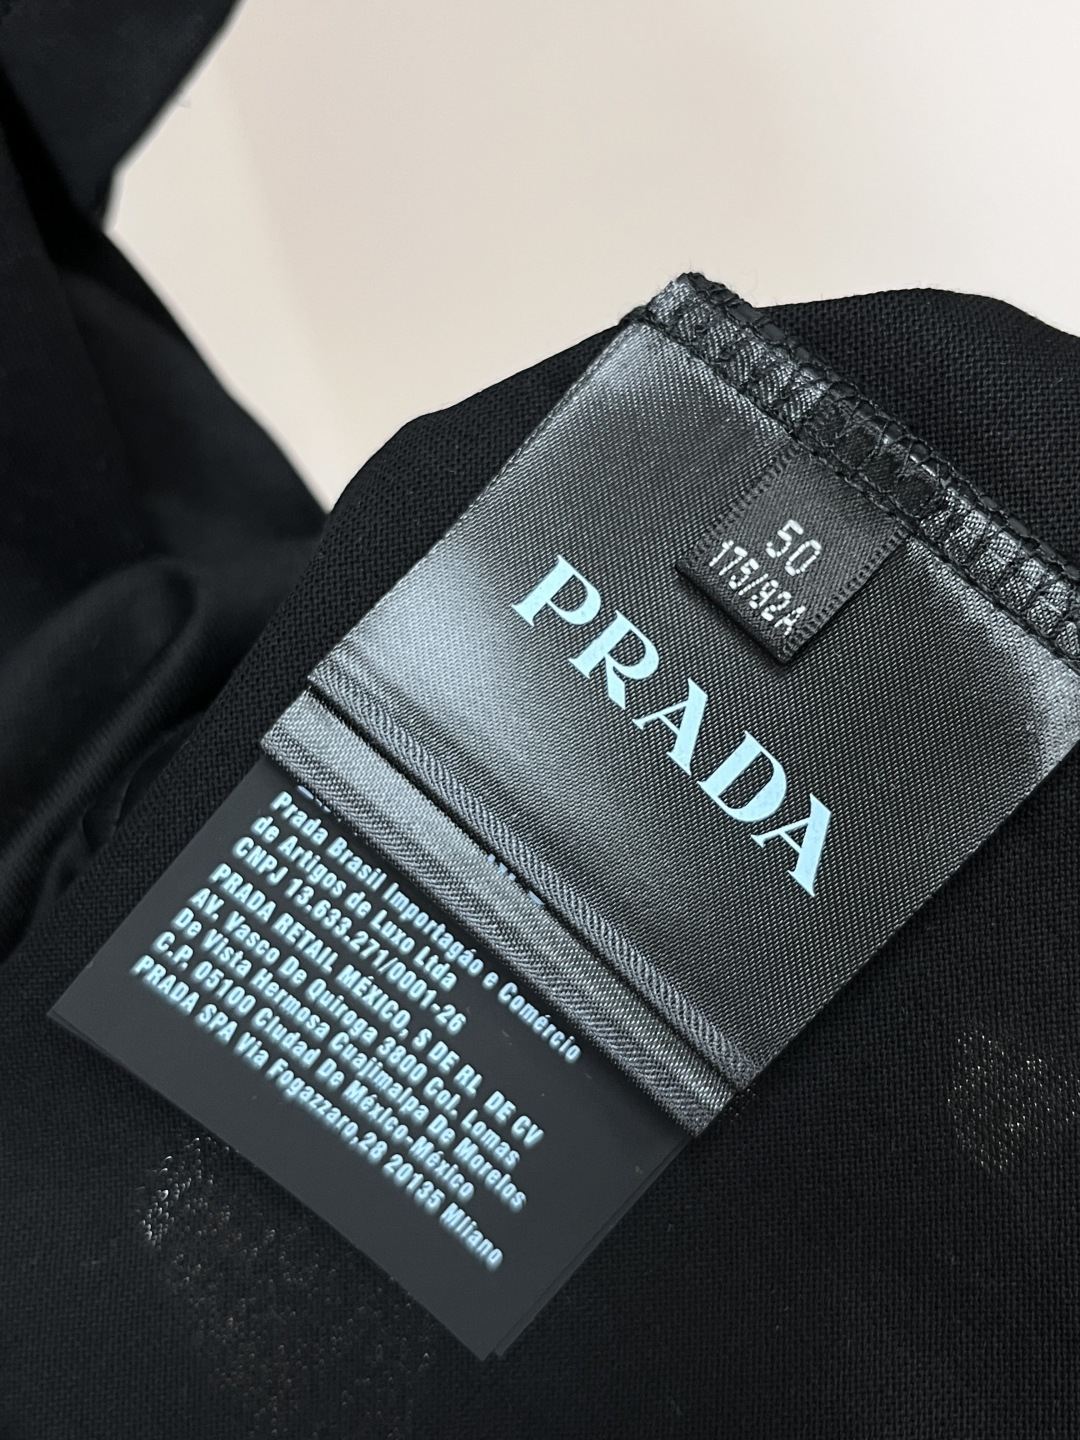 50
175/92A
PRADA
Prada Brasil Importagáo e Comércio
de Artigos de Luxo Ltda
CNPJ 13.633.271/0001-26
PRADA RETAIL MÉXICO, S DE RL DE CV
AV. Vasco De Quiroga 3800 Col. Lomas
De Vista Hermosa Cuajimalpa De Morelos
C.P. 05100 Ciudad De México-México
PRADA SPA Via Fogazzaro,28 20135 Milano